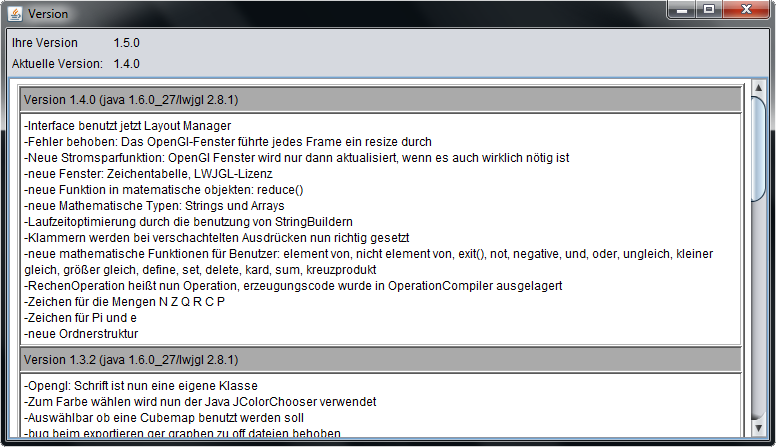 Version
Ihre Version 1.5.0
Aktuelle Version: 1.4.0
Version 1.4.0 (java 1.6.0_27/lwjgl 2.8.1)
-Interface benutzt jetzt Layout Manager
-Fehler behoben: Das OpenGl-Fenster führte jedes Frame ein resize durch
-Neue Stromsparfunktion: OpenGl Fenster wird nur dann aktualisiert, wenn es auch wirklich nötig ist
-neue Fenster: Zeichentabelle, LWJGL-Lizenz
-neue Funktion in matematische objekten: reduce()
-neue Mathematische Typen: Strings und Arrays
-Laufzeitoptimierung durch die benutzung von StringBuildern
-Klammern werden bei verschachtelten Ausdrücken nun richtig gesetzt
-neue mathematische Funktionen für Benutzer: element von, nicht element von, exit(), not, negative, und, oder, ungleich, kleiner
gleich, größer gleich, define, set, delete, kard, sum, kreuzprodukt
-RechenOperation heißt nun Operation, erzeugungscode wurde in OperationCompiler ausgelagert
-Zeichen für die Mengen N Z Q R C P
-Zeichen für Pi und e
-neue Ordnerstruktur
Version 1.3.2 (java 1.6.0_27/lwjgl 2.8.1)
-Opengl: Schrift ist nun eine eigene Klasse
-Zum Farbe wählen wird nun der Java JColorChooser verwendet
-Auswählbar ob eine Cubemap benutzt werden soll
-bug beim exportieren ger graphen zu off dateien behoben